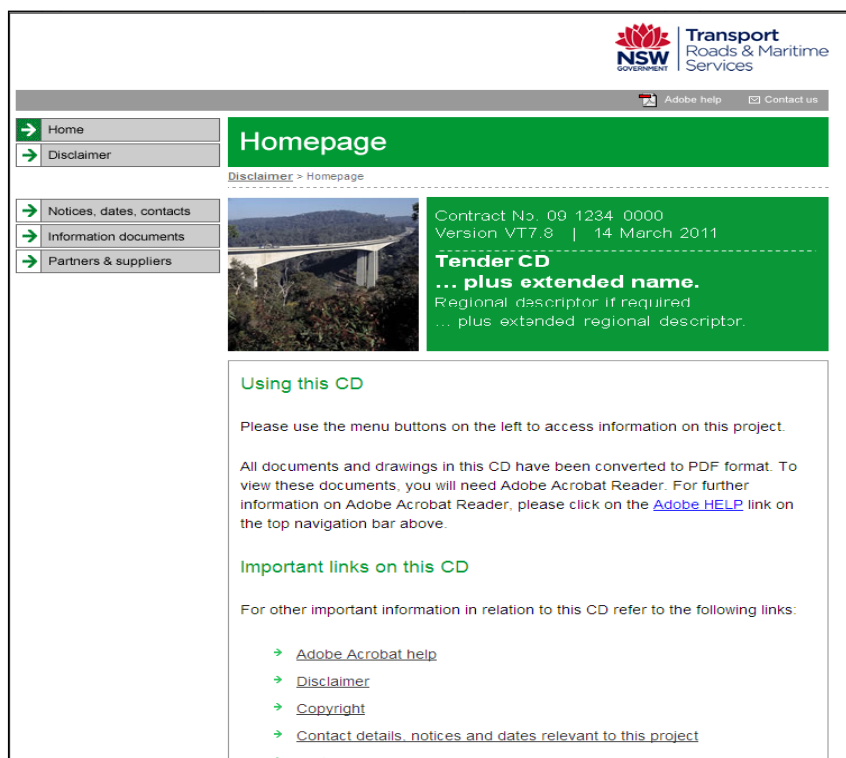 Transport
Roads & Maritime
Services
NSW
GOVERNMENT
Adobe help
Contact us
Home
Disclaimer
Notices, dates, contacts
Information documents
Partners & suppliers
Homepage
Disclaimer > Homepage
Contract No. 09 1234 0000
Version VT7.8 | 14 March 2011
Tender CD
... plus extended name.
Regional descriptor if required
... plus extended regional descriptor.
Using this CD
Please use the menu buttons on the left to access information on this project.
All documents and drawings in this CD have been converted to PDF format. To
view these documents, you will need Adobe Acrobat Reader. For further
information on Adobe Acrobat Reader, please click on the Adobe HELP link on
the top navigation bar above.
Important links on this CD
For other important information in relation to this CD refer to the following links:
Adobe Acrobat help
Disclaimer
Copyright
Contact details, notices and dates relevant to this project